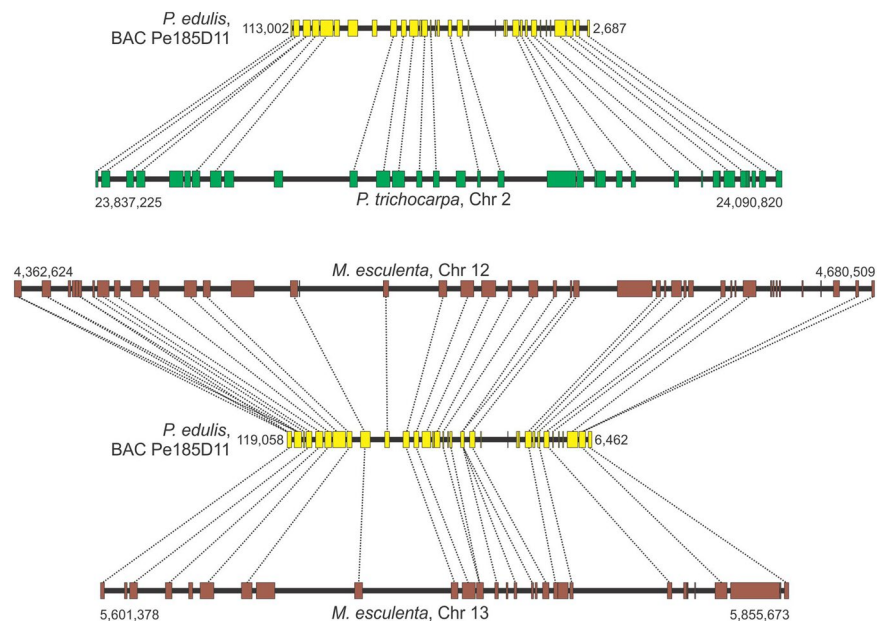 P. edulis,
BAC Pe185D11
113,002
2,687
23,837,225
P. trichocarpa, Chr 2
24,090,820
4,362,624
M. esculenta, Chr 12
4,680,509
P. edulis,
BAC Pe185D11
119,058
6,462
5,601,378
M. esculenta, Chr 13
5,855,673